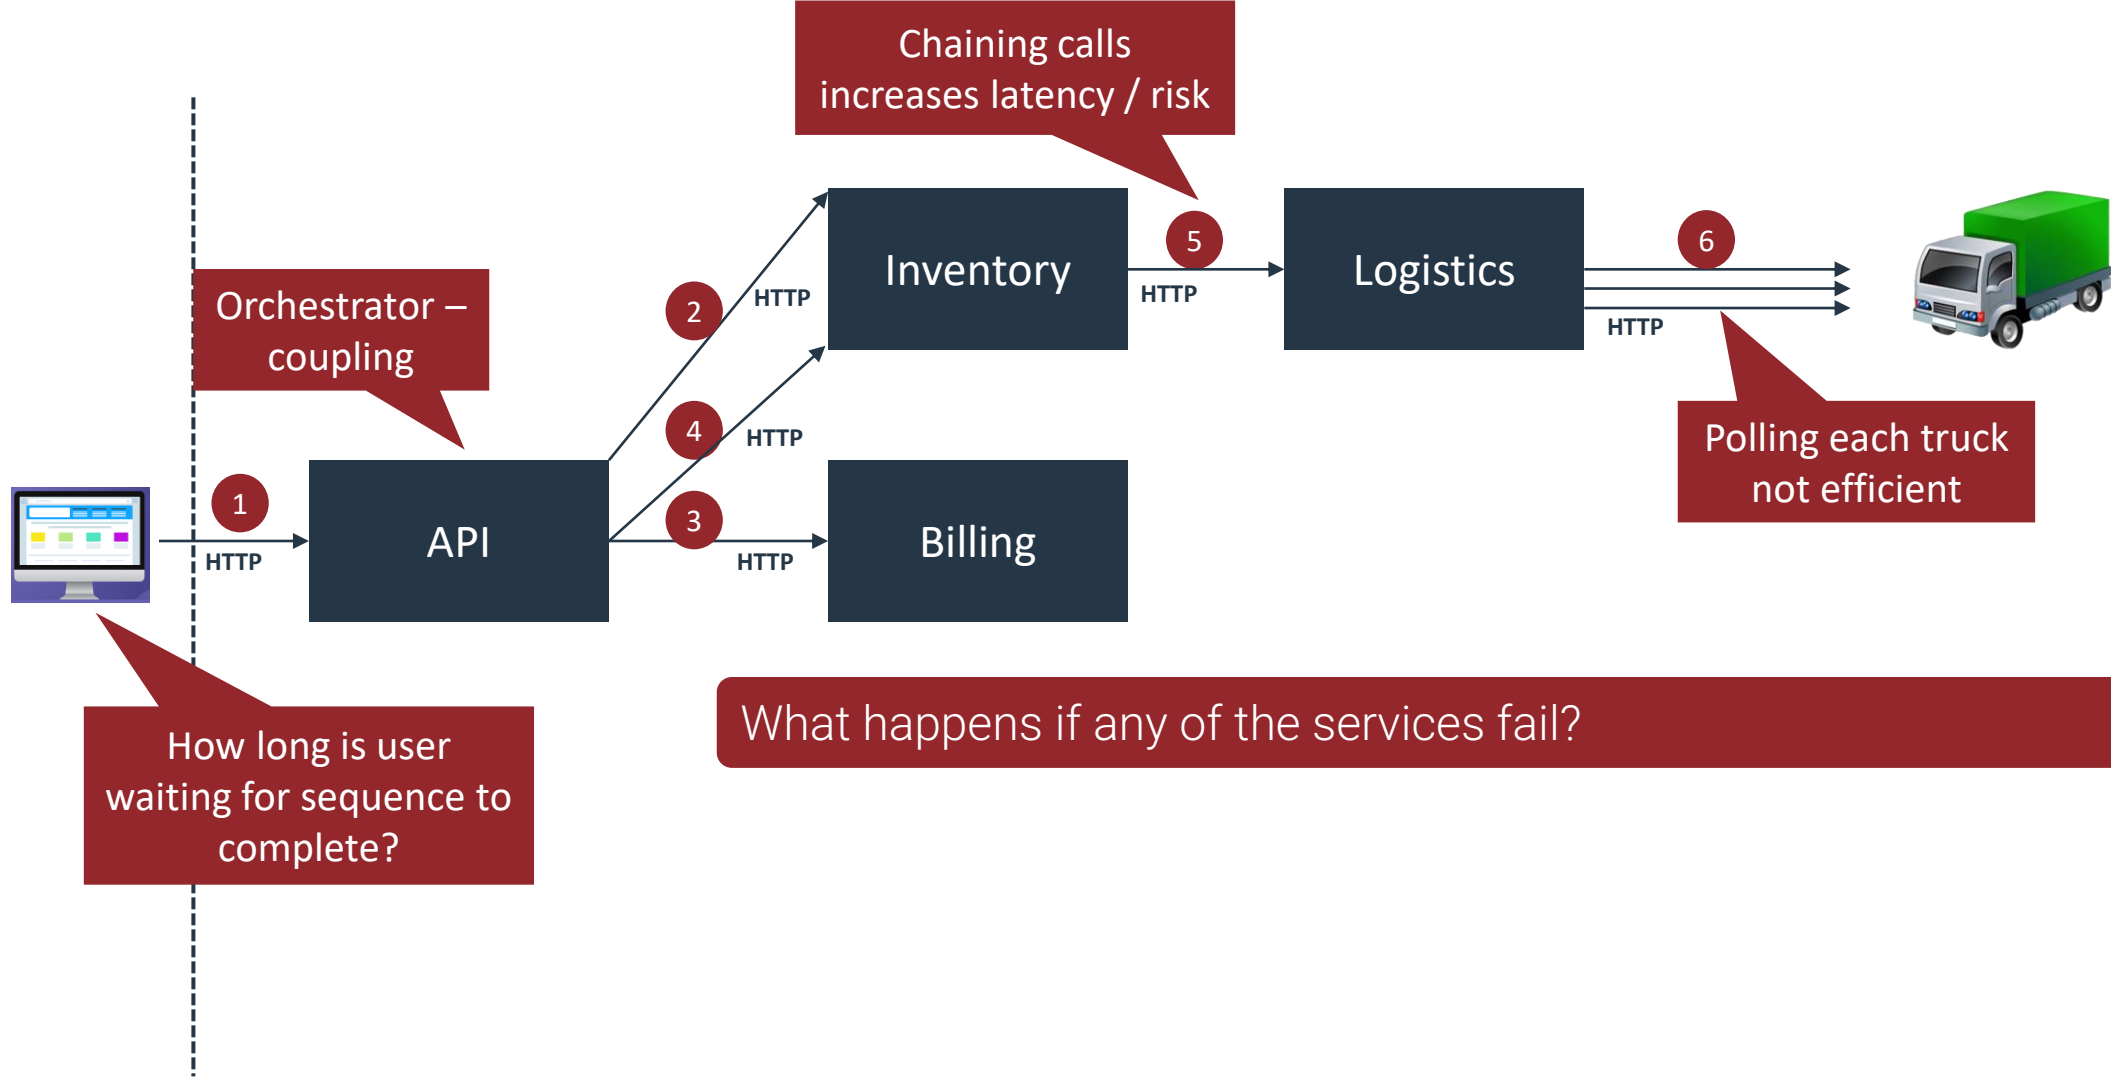 Chaining calls
increases latency / risk
Orchestrator –
coupling
2
HTTP
Inventory
5
HTTP
Logistics
6
HTTP
4
HTTP
Polling each truck
not efficient
1
HTTP
API
3
HTTP
Billing
How long is user
waiting for sequence to
complete?
What happens if any of the services fail?